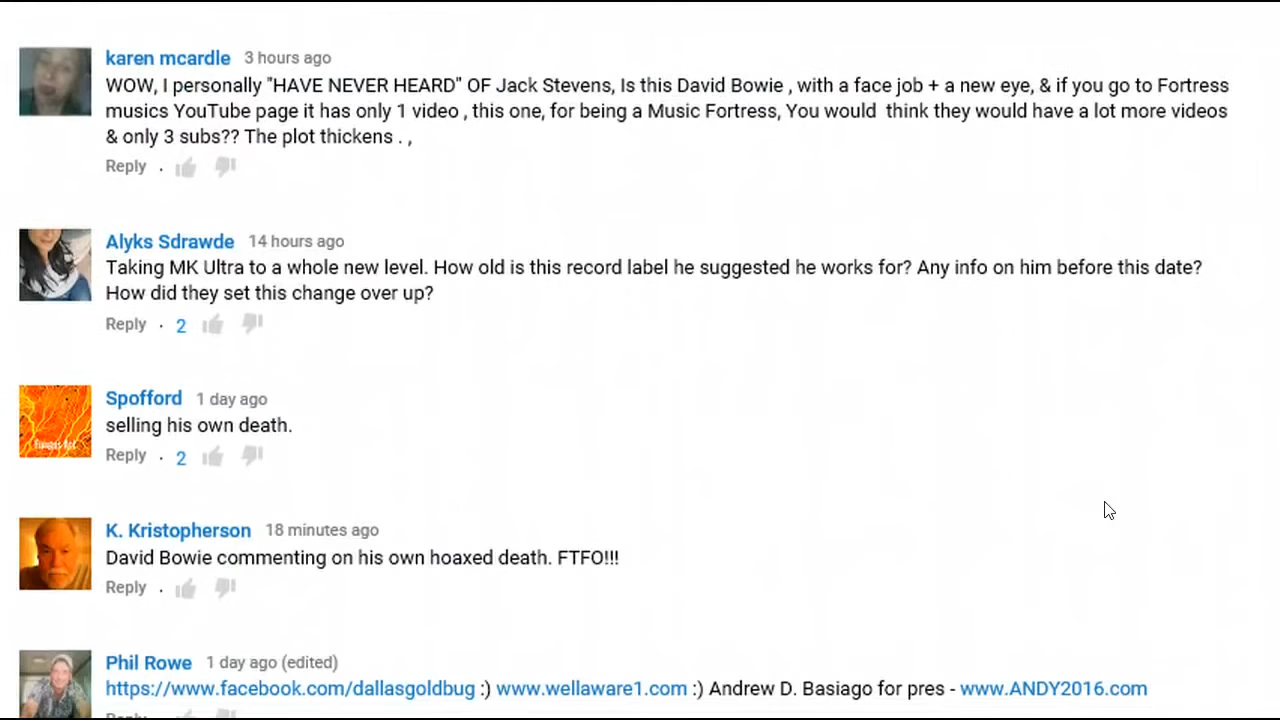 karen mcardle 3 hours ago
WOW, I personally "HAVE NEVER HEARD" OF Jack Stevens, Is this David Bowie , with a face job + a new eye, & if you go to Fortress
musics YouTube page it has only 1 video , this one, for being a Music Fortress, You would  think they would have a lot more videos
& only 3 subs?? The plot thickens . ,
Reply .
Alyks Sdrawde 14 hours ago
Taking MK Ultra to a whole new level. How old is this record label he suggested he works for? Any info on him before this date?
How did they set this change over up?
Reply . 2
Spofford 1 day ago
selling his own death.
Reply . 2
K. Kristopherson 18 minutes ago
David Bowie commenting on his own hoaxed death. FTFO!!!
Reply .
Phil Rowe 1 day ago (edited)
https://www.facebook.com/dallasgoldbug :) www.wellaware1.com :) Andrew D. Basiago for pres - www.ANDY2016.com
Reply